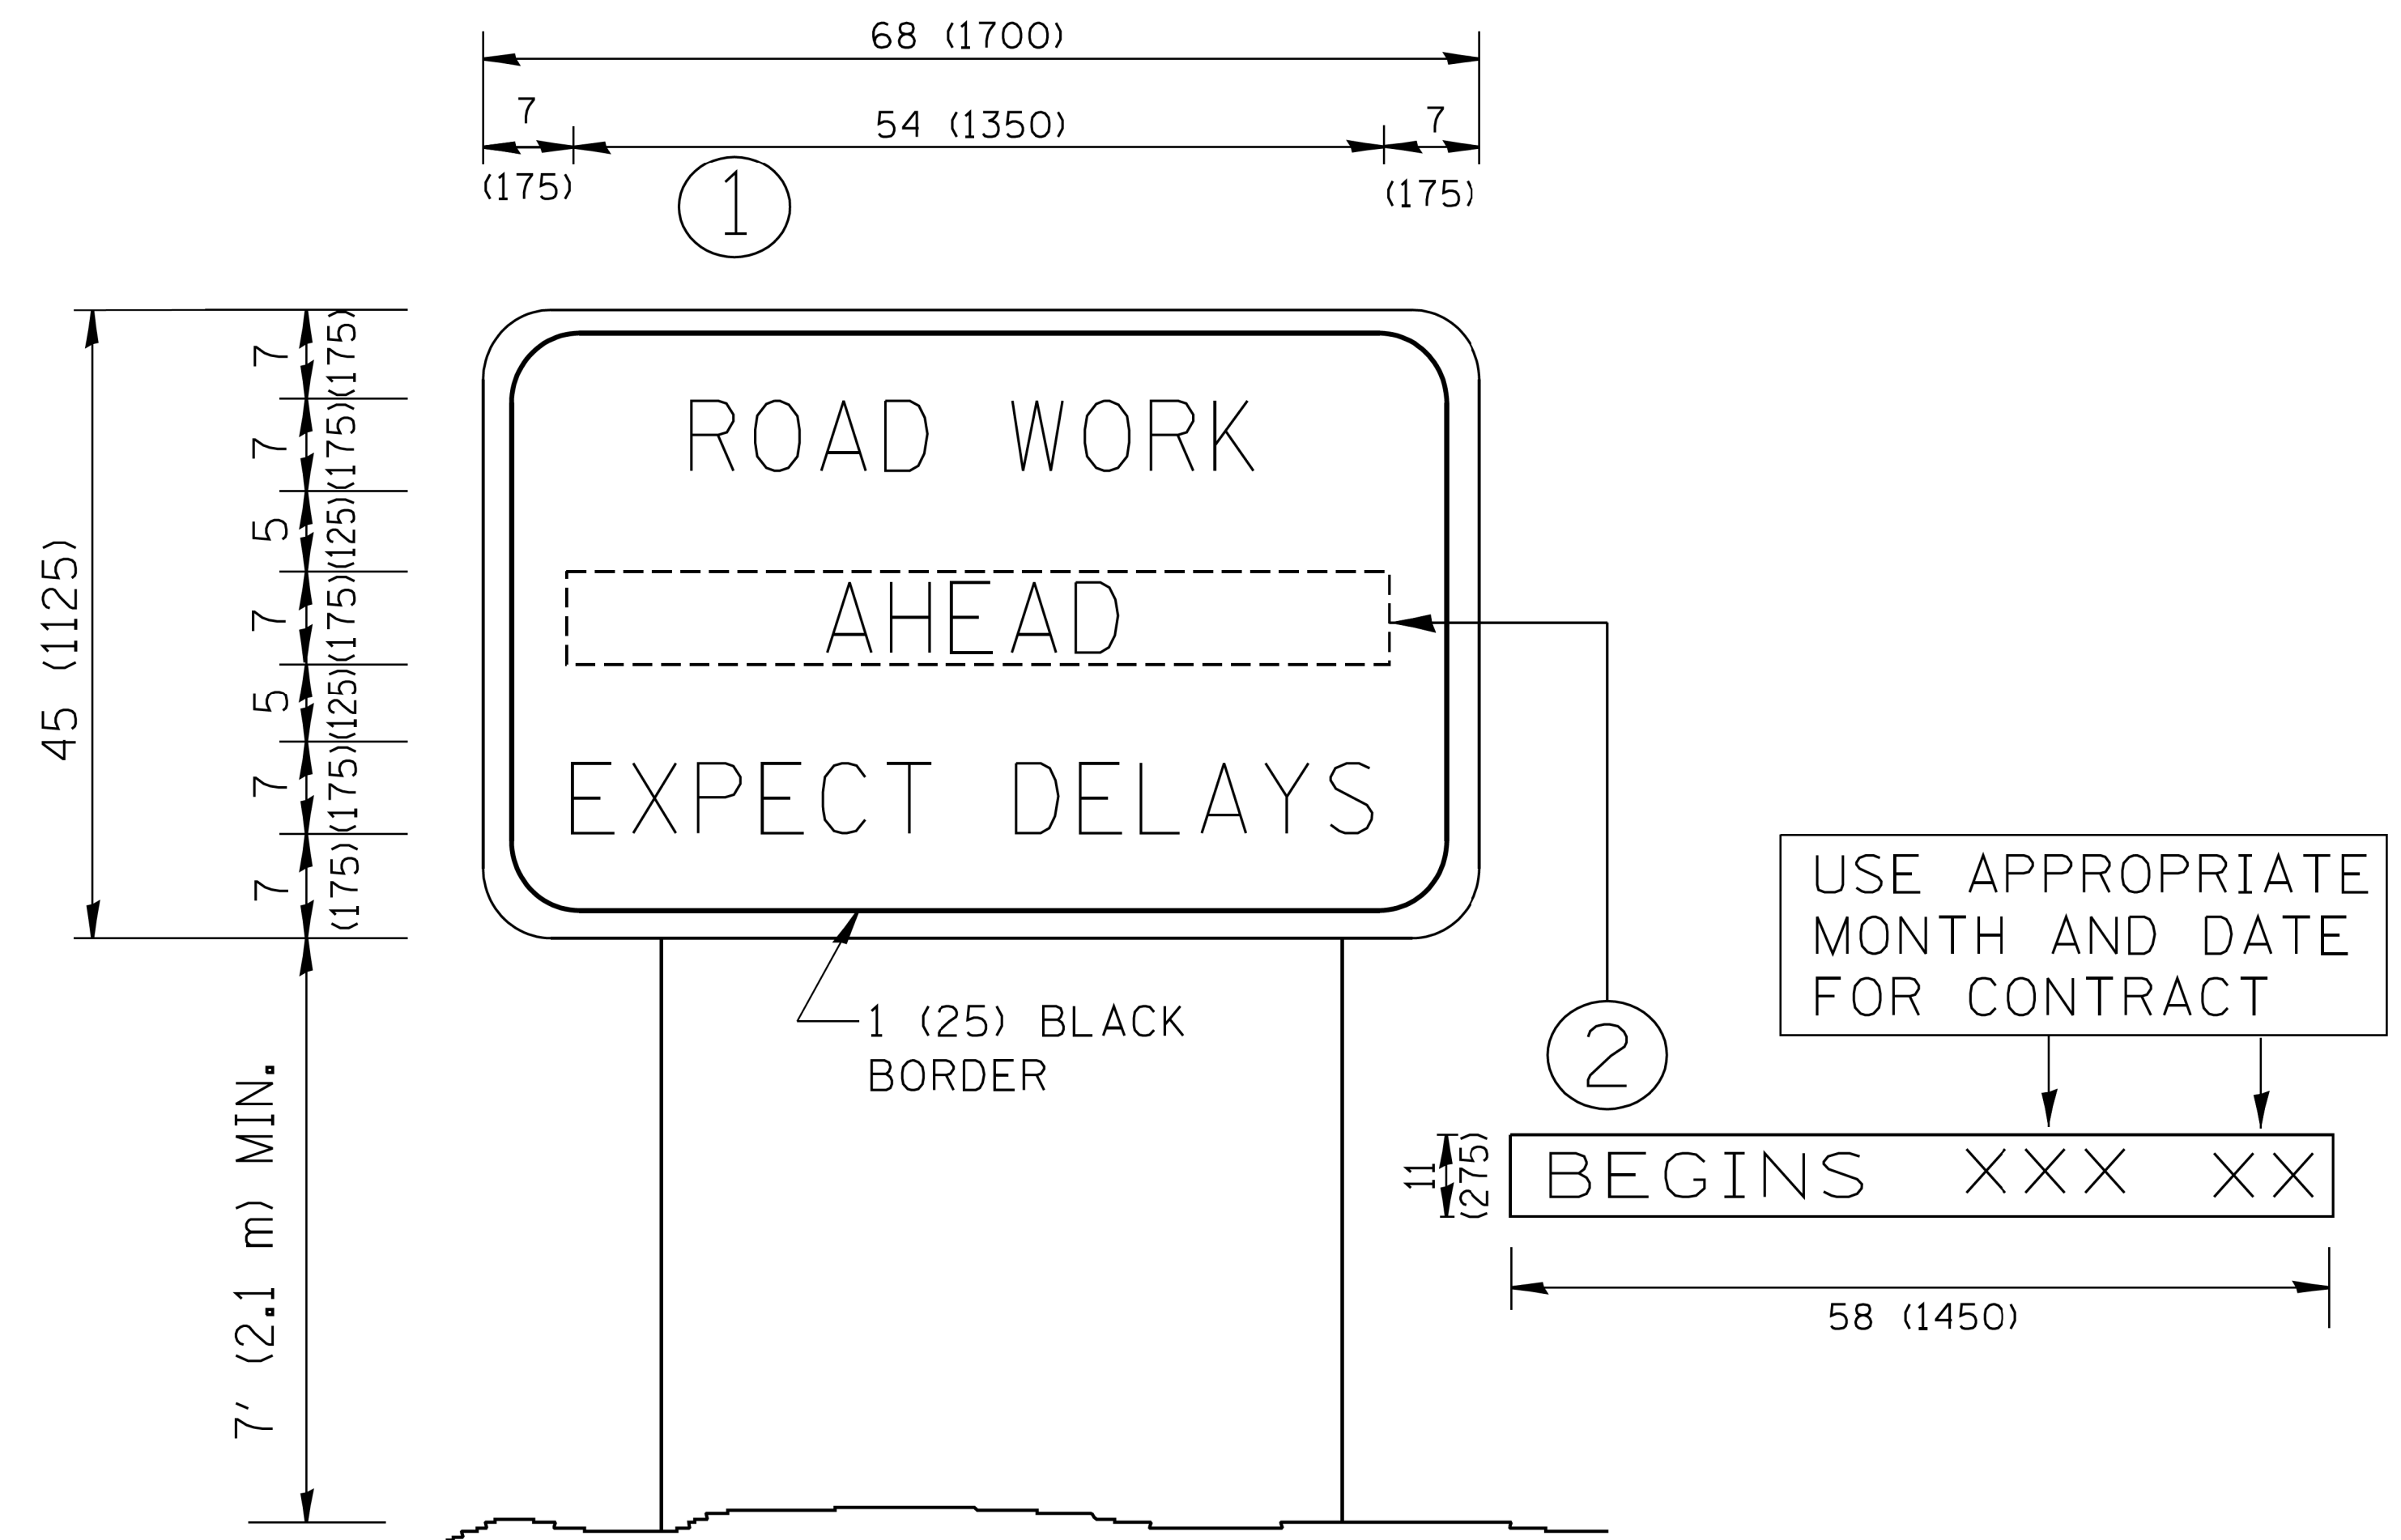 68 (1700)
7
54 (1350)
7
(175)
(175)
1
45 (1125)
7
(175)
7
(175)
5
(125)
7
(175)
5
(125)
7
(175)
7
(175)
ROAD WORK
AHEAD
EXPECT DELAYS
1 (25) BLACK
BORDER
7' (2.1 m) MIN.
2
USE APPROPRIATE
MONTH AND DATE
FOR CONTRACT
11
(275)
BEGINS XXX XX
58 (1450)